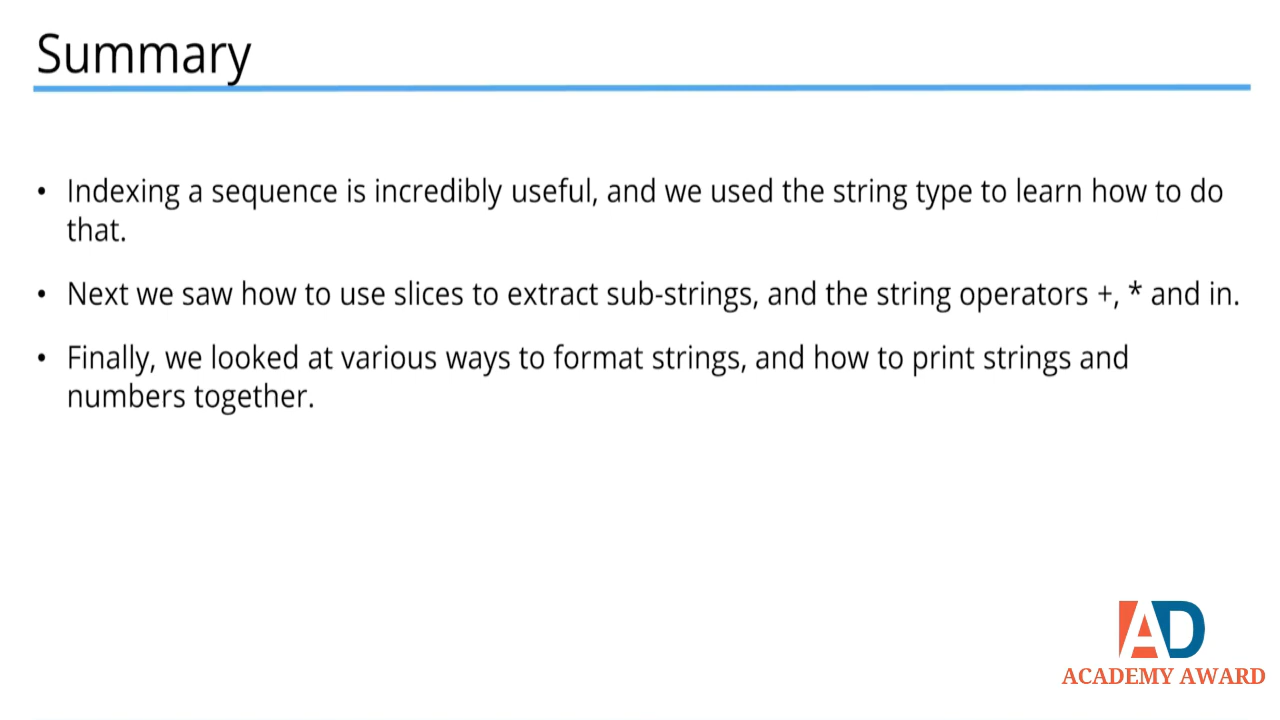 Summary
• Indexing a sequence is incredibly useful, and we used the string type to learn how to do
that.
• Next we saw how to use slices to extract sub-strings, and the string operators +, * and in.
• Finally, we looked at various ways to format strings, and how to print strings and
numbers together.
AD
ACADEMY AWARD